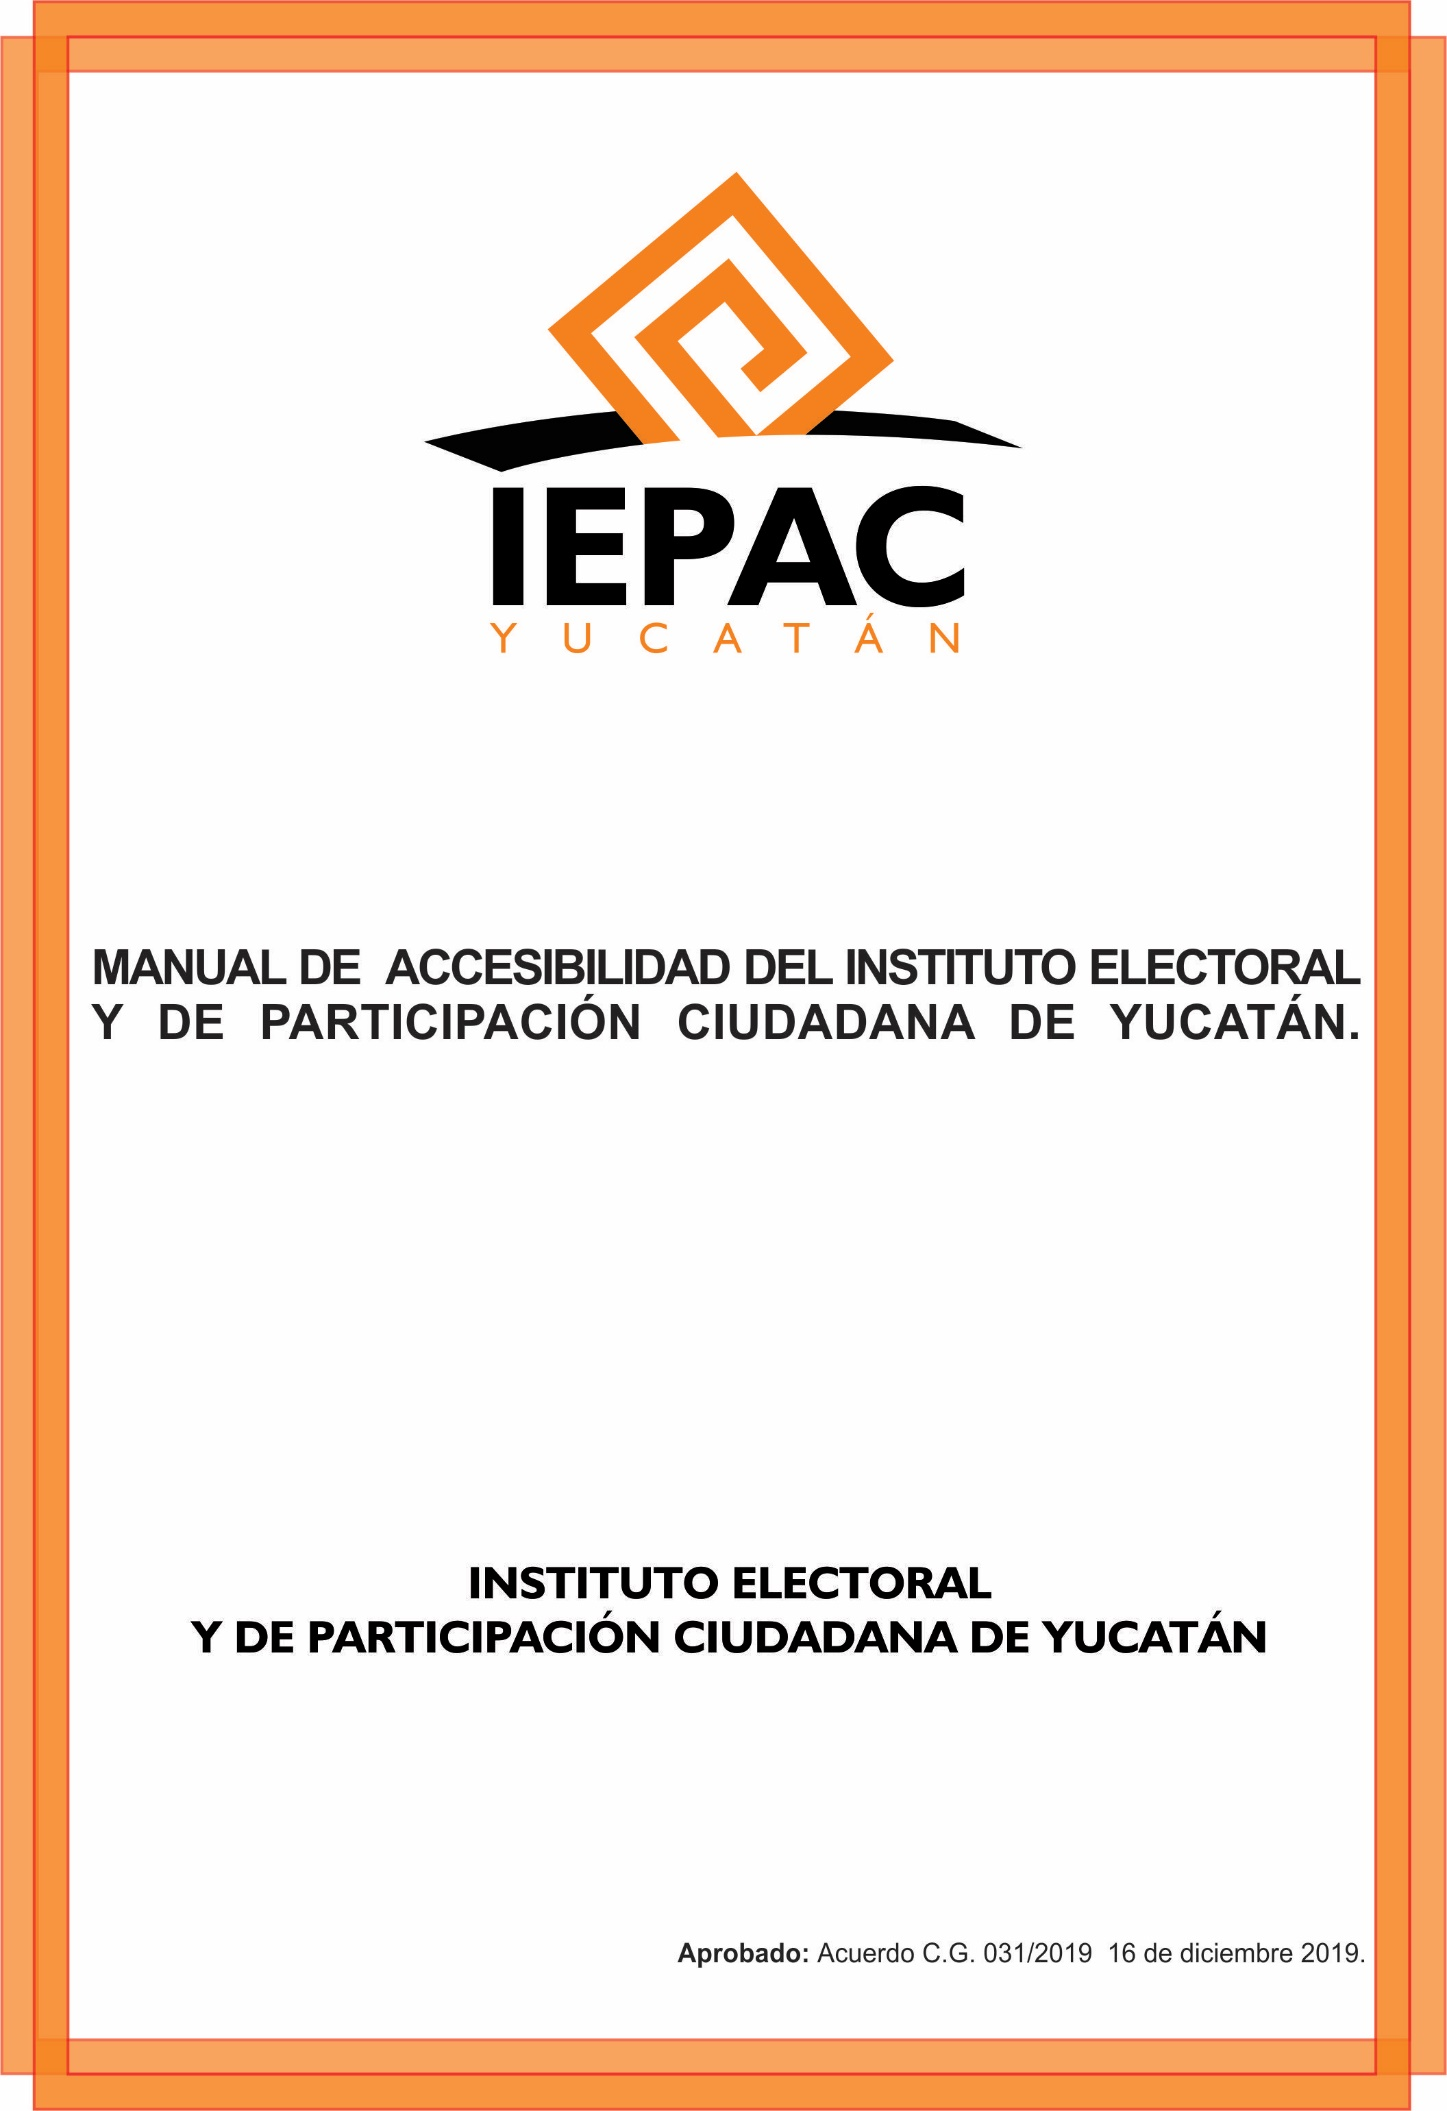 IEPAC
YUCATÁN
MANUAL DE ACCESIBILIDAD DEL INSTITUTO ELECTORAL
Y DE PARTICIPACIÓN CIUDADANA DE YUCATÁN.
INSTITUTO ELECTORAL
Y DE PARTICIPACIÓN CIUDADANA DE YUCATÁN
Aprobado: Acuerdo C.G. 031/2019 16 de diciembre 2019.